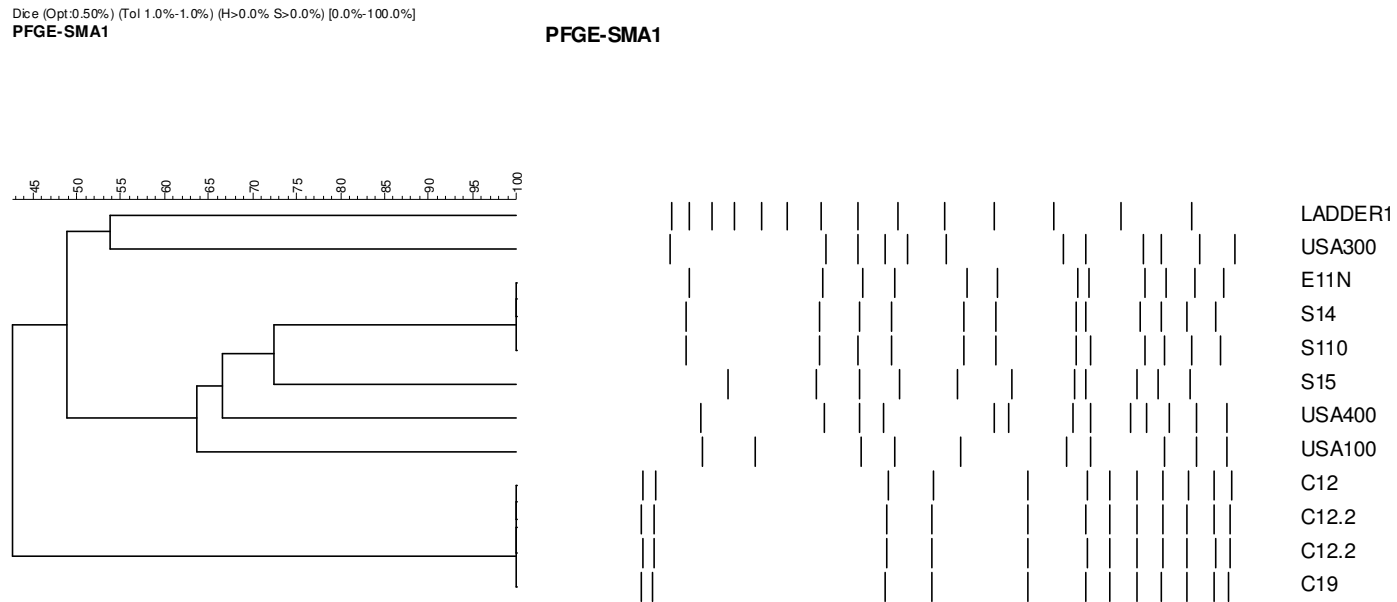 Dice (Opt:0.50%) (Tol 1.0%-1.0%) (H>0.0% S>0.0%) [0.0%-100.0%]
PFGE-SMA1
PFGE-SMA1
45 50 55 60 65 70 75 80 85 90 95 100
LADDER1
USA300
E11N
S14
S110
S15
USA400
USA100
C12
C12.2
C12.2
C19